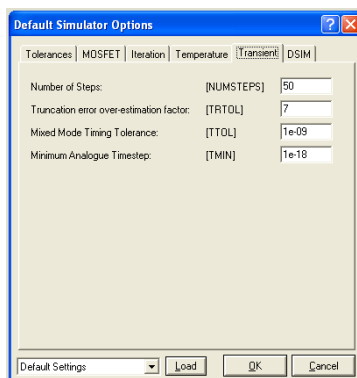 Default Simulator Options
Tolerances MOSFET Iteration Temperature Transient DSIM
Number of Steps: [NUMSTEPS] 50
Truncation error over-estimation factor: [TRTOL] 7
Mixed Mode Timing Tolerance: [TTOL] 1e-09
Minimum Analogue Timestep: [TMIN] 1e-18
Default Settings Load OK Cancel